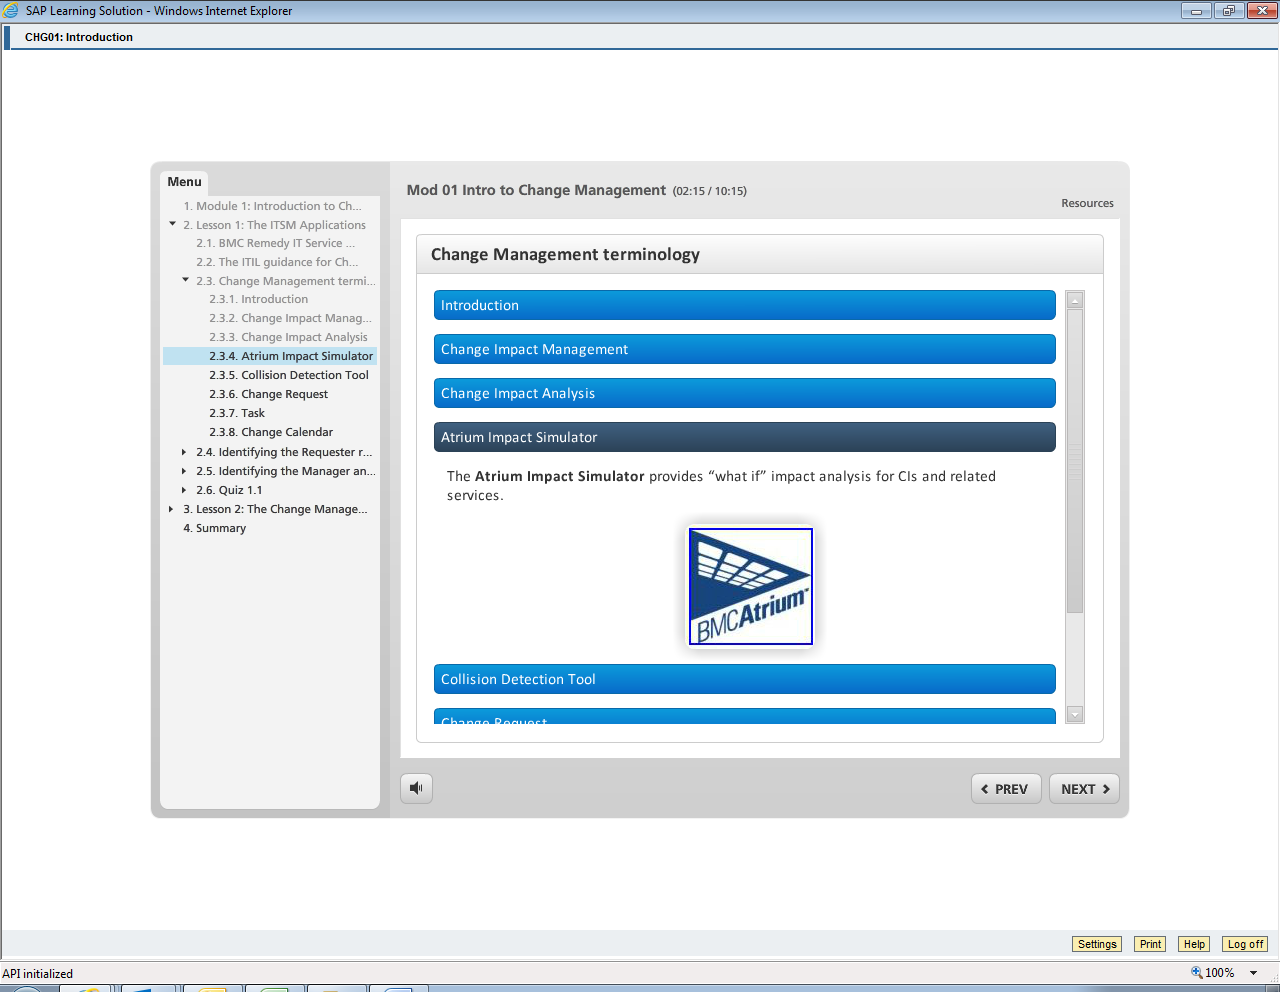 SAP Learning Solution - Windows Internet Explorer
CHG01: Introduction
Menu
1. Module 1: Introduction to Ch...
2. Lesson 1: The ITSM Applications
2.1. BMC Remedy IT Service ...
2.2. The ITIL guidance for Ch...
2.3. Change Management termi...
2.3.1. Introduction
2.3.2. Change Impact Manag...
2.3.3. Change Impact Analysis
2.3.4. Atrium Impact Simulator
2.3.5. Collision Detection Tool
2.3.6. Change Request
2.3.7. Task
2.3.8. Change Calendar
2.4. Identifying the Requester r...
2.5. Identifying the Manager an...
2.6. Quiz 1.1
3. Lesson 2: The Change Manage...
4. Summary
Mod 01 Intro to Change Management (02:15 / 10:15)
Resources
Change Management terminology
Introduction
Change Impact Management
Change Impact Analysis
Atrium Impact Simulator
The Atrium Impact Simulator provides “what if” impact analysis for CIs and related
services.
BMCAtrium™
Collision Detection Tool
Change Request
PREV
NEXT
Settings
Print
Help
Log off
API initialized
100%